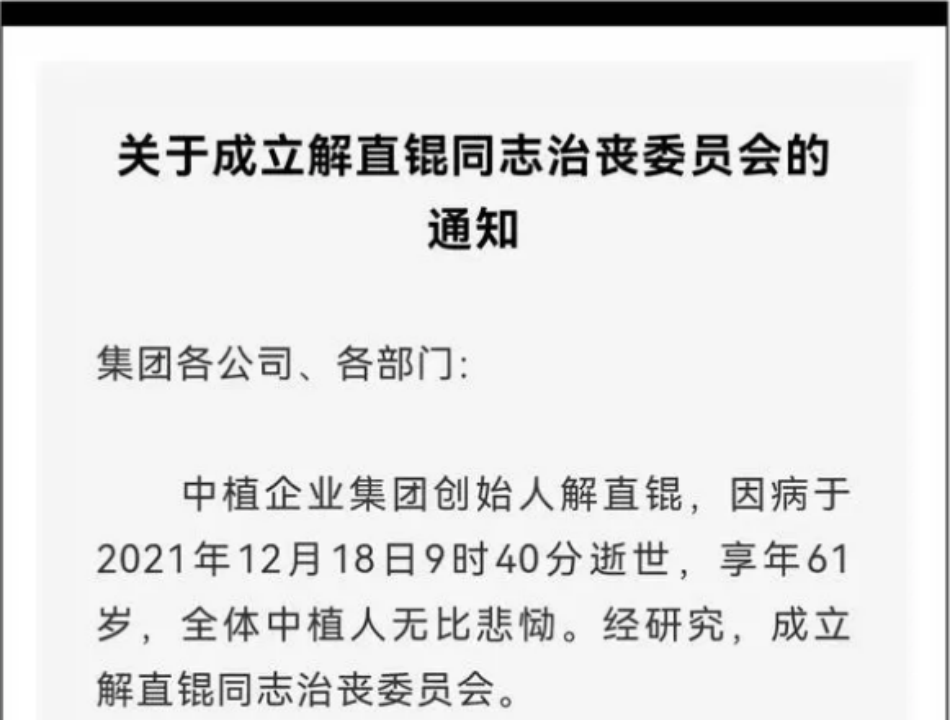 关于成立解直锟同志治丧委员会的
通知
集团各公司、各部门：
中植企业集团创始人解直锟，因病于
2021年12月18日9时40分逝世，享年61
岁，全体中植人无比悲恸。经研究，成立
解直锟同志治丧委员会。